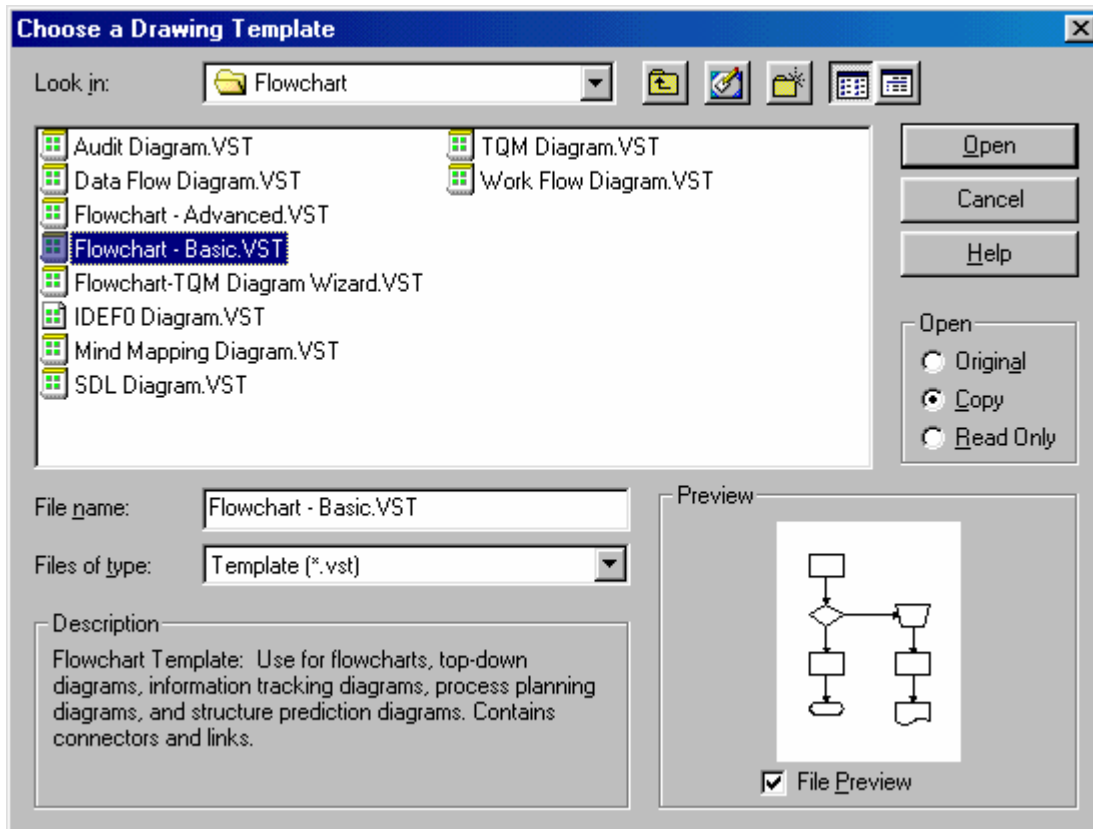 Choose a Drawing Template
Look in: Flowchart
Audit Diagram.VST
Data Flow Diagram.VST
Flowchart - Advanced.VST
Flowchart - Basic.VST
Flowchart-TQM Diagram Wizard.VST
IDEF0 Diagram.VST
Mind Mapping Diagram.VST
SDL Diagram.VST
TQM Diagram.VST
Work Flow Diagram.VST
Open
Cancel
Help
Open
Original
Copy
Read Only
File name: Flowchart - Basic.VST
Files of type: Template (*.vst)
Description
Flowchart Template:  Use for flowcharts, top-down
diagrams, information tracking diagrams, process planning
diagrams, and structure prediction diagrams. Contains
connectors and links.
Preview
File Preview